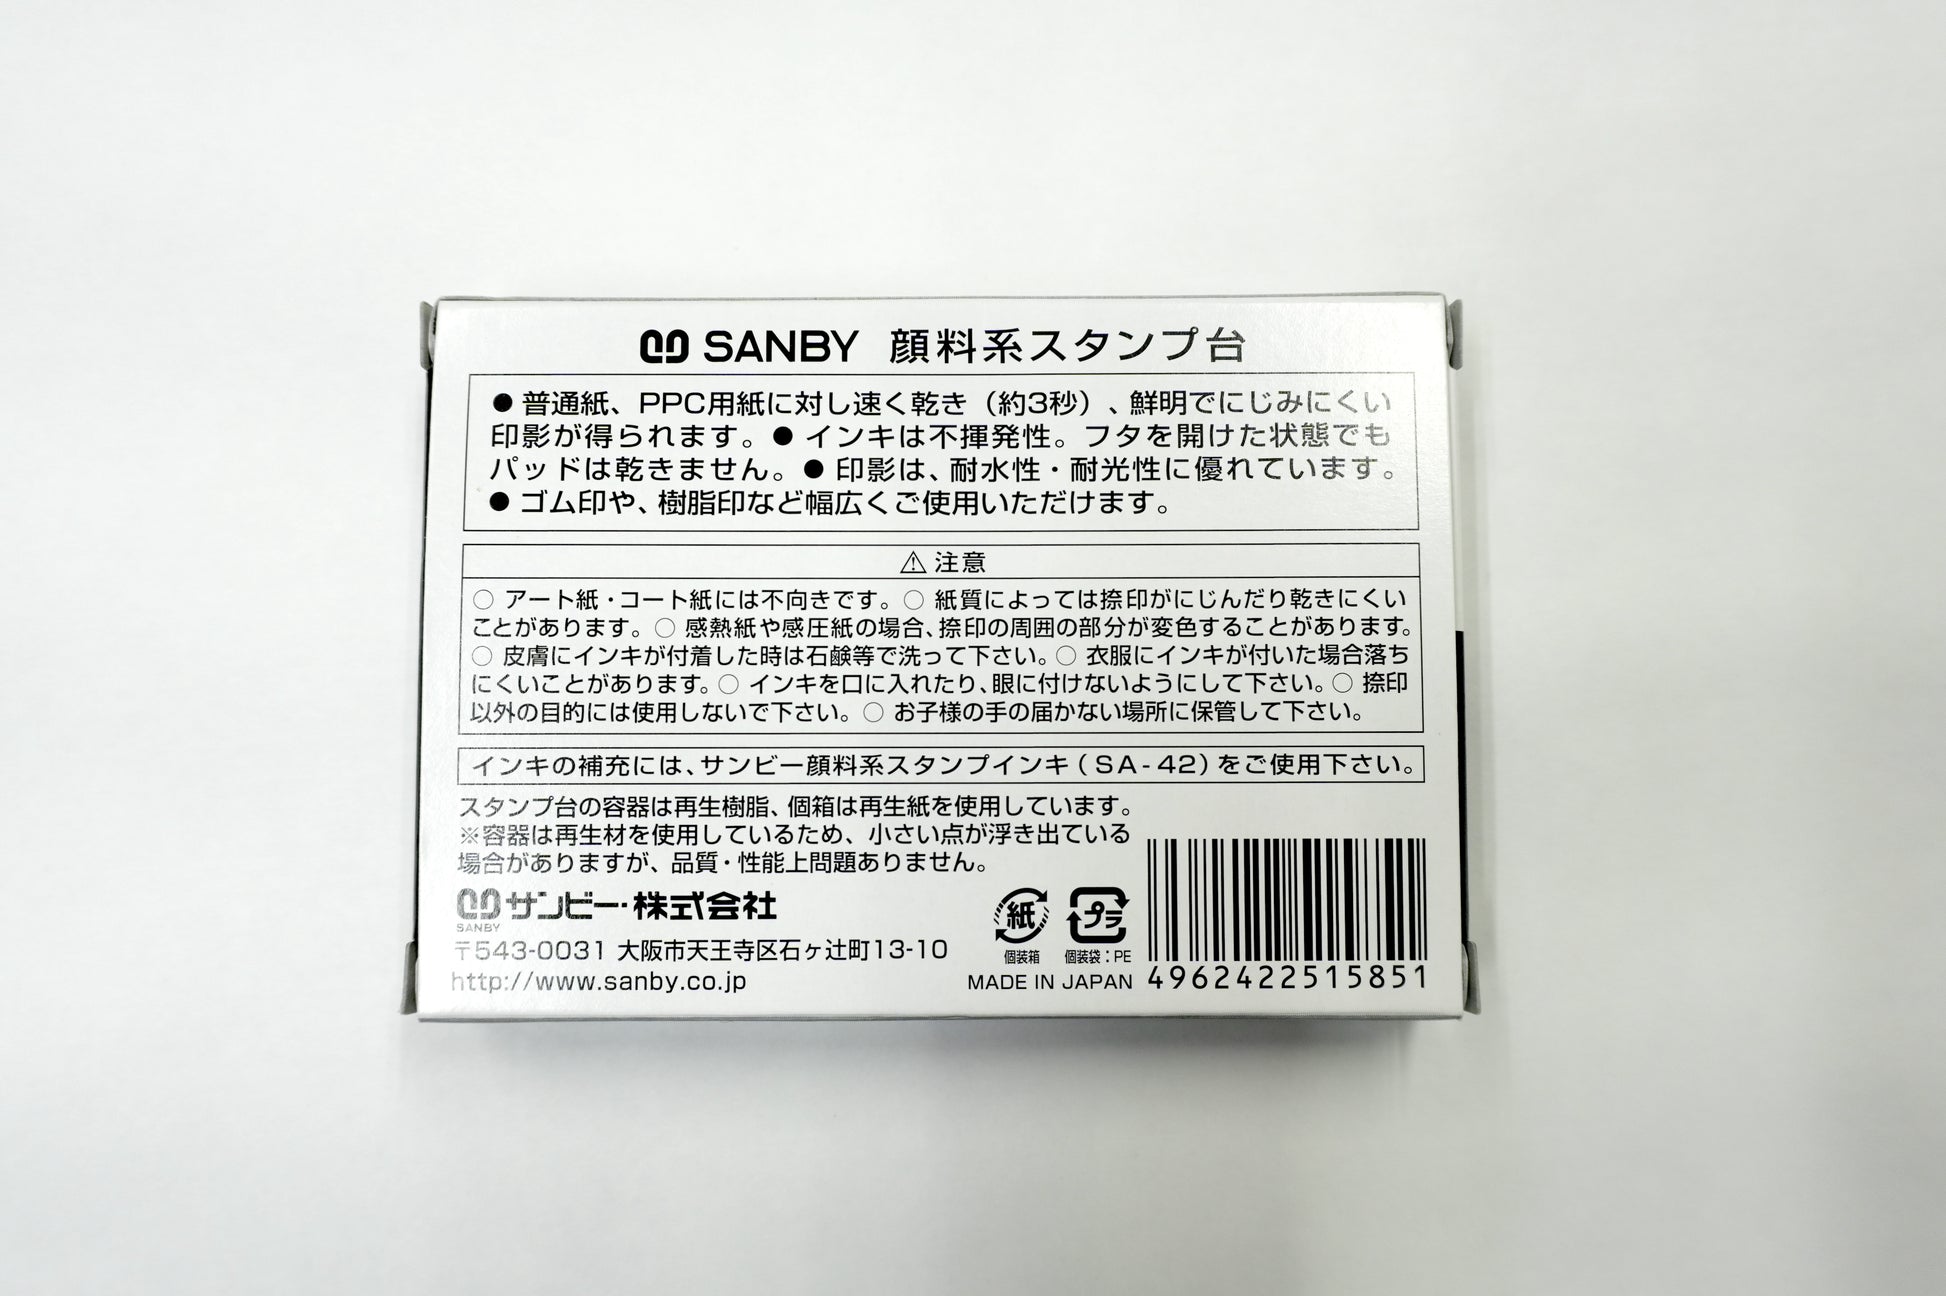 SANBY 顔料系スタンプ台
● 普通紙、PPC用紙に対し速く乾き（約3秒）、鮮明でにじみにくい
印影が得られます。● インキは不揮発性。フタを開けた状態でも
パッドは乾きません。● 印影は、耐水性・耐光性に優れています。
● ゴム印や、樹脂印など幅広くご使用いただけます。
⚠ 注意
○ アート紙・コート紙には不向きです。○ 紙質によっては捺印がにじんだり乾きにくい
ことがあります。○ 感熱紙や感圧紙の場合、捺印の周囲の部分が変色することがあります。
○ 皮膚にインキが付着した時は石鹸等で洗って下さい。○ 衣服にインキが付いた場合落ち
にくいことがあります。○ インキを口に入れたり、眼に付けないようにして下さい。○ 捺印
以外の目的には使用しないで下さい。○ お子様の手の届かない場所に保管して下さい。
インキの補充には、サンビー顔料系スタンプインキ（SA-42）をご使用下さい。
スタンプ台の容器は再生樹脂、個箱は再生紙を使用しています。
※容器は再生材を使用しているため、小さい点が浮き出ている
場合がありますが、品質・性能上問題ありません。
サンビー株式会社
SANBY
〒543-0031 大阪市天王寺区石ヶ辻町13-10
http://www.sanby.co.jp
紙 プラ
個装箱 個装袋：PE
MADE IN JAPAN
4962422515851